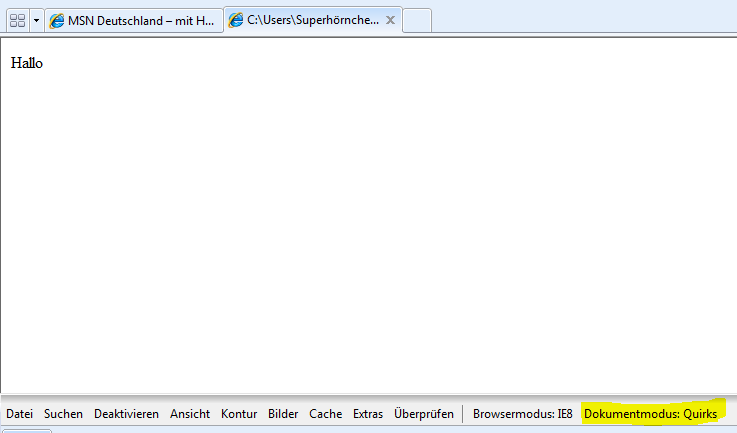 MSN Deutschland – mit H... C:\Users\Superhörnche...
Hallo
Datei Suchen Deaktivieren Ansicht Kontur Bilder Cache Extras Überprüfen Browsermodus: IE8 Dokumentmodus: Quirks